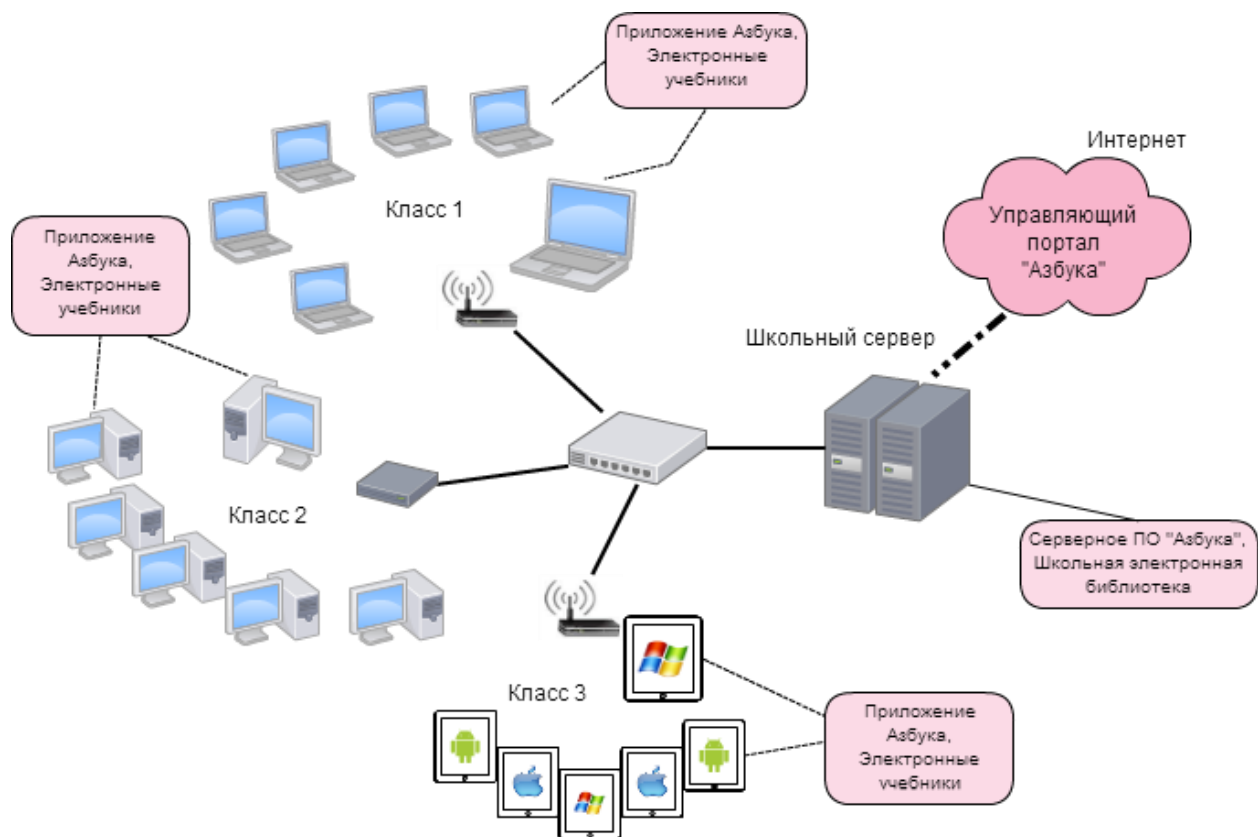 Приложение Азбука,
Электронные
учебники
Интернет
Управляющий
портал
"Азбука"
Класс 1
Приложение
Азбука,
Электронные
учебники
Школьный сервер
Класс 2
Серверное ПО "Азбука",
Школьная электронная
библиотека
Класс 3
Приложение
Азбука,
Электронные
учебники